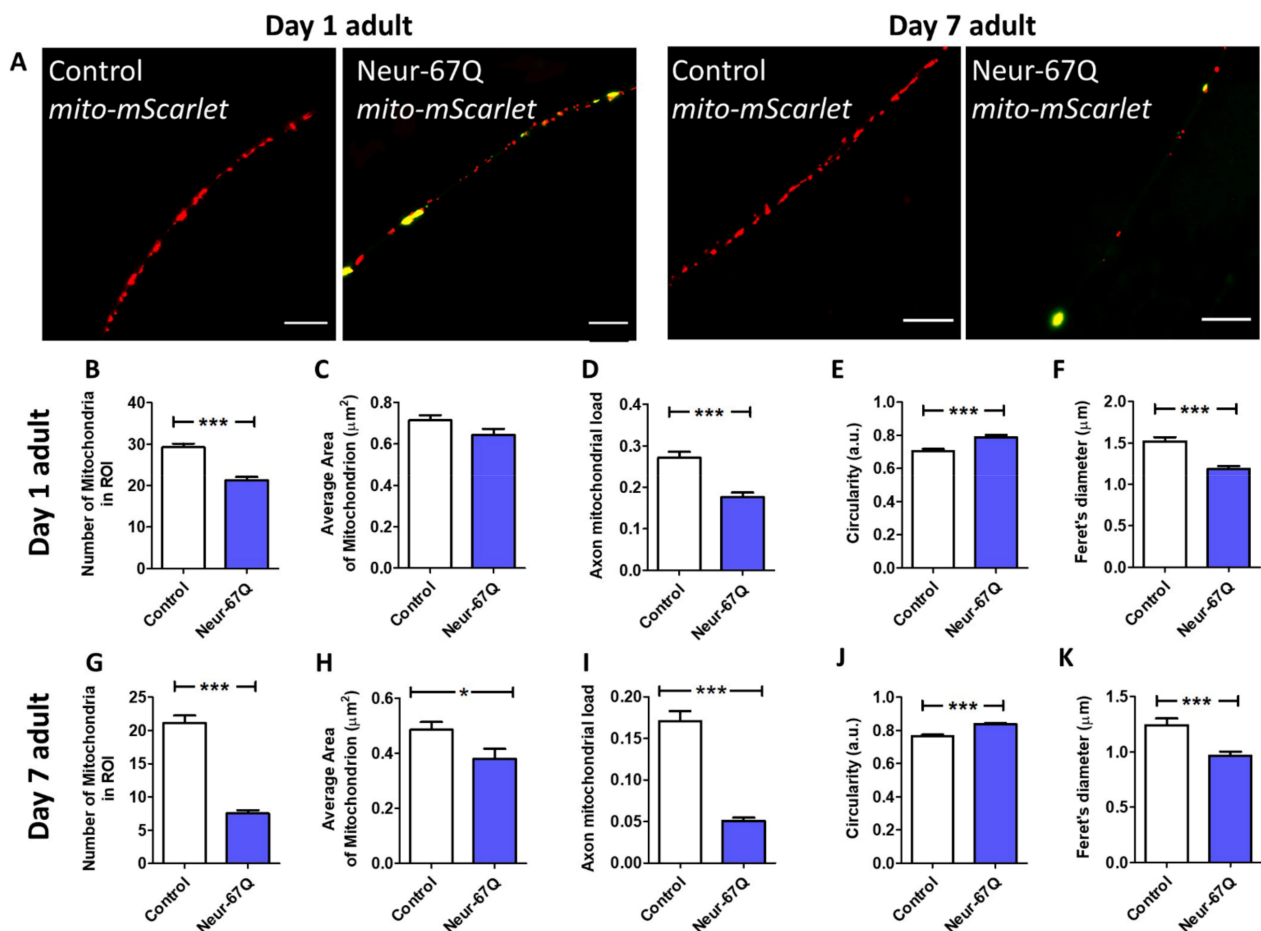 Day 1 adult
Day 7 adult
A
Control
mito-mScarlet
Neur-67Q
mito-mScarlet
Control
mito-mScarlet
Neur-67Q
mito-mScarlet
Day 1 adult
B
Number of Mitochondria
in ROI
40
30
20
10
0
***
Control
Neur-67Q
C
Average Area
of Mitochondrion (μm²)
0.8
0.6
0.4
0.2
0.0
Control
Neur-67Q
D
Axon mitochondrial load
0.4
0.3
0.2
0.1
0.0
***
Control
Neur-67Q
E
Circularity (a.u.)
1.0
0.8
0.6
0.4
0.2
0.0
***
Control
Neur-67Q
F
Feret's diameter (μm)
2.0
1.5
1.0
0.5
0.0
***
Control
Neur-67Q
Day 7 adult
G
Number of Mitochondria
in ROI
25
20
15
10
5
0
***
Control
Neur-67Q
H
Average Area
of Mitochondrion (μm²)
0.6
0.4
0.2
0.0
*
Control
Neur-67Q
I
Axon mitochondrial load
0.20
0.15
0.10
0.05
0.00
***
Control
Neur-67Q
J
Circularity (a.u.)
1.0
0.8
0.6
0.4
0.2
0.0
***
Control
Neur-67Q
K
Feret's diameter (μm)
1.5
1.0
0.5
0.0
***
Control
Neur-67Q